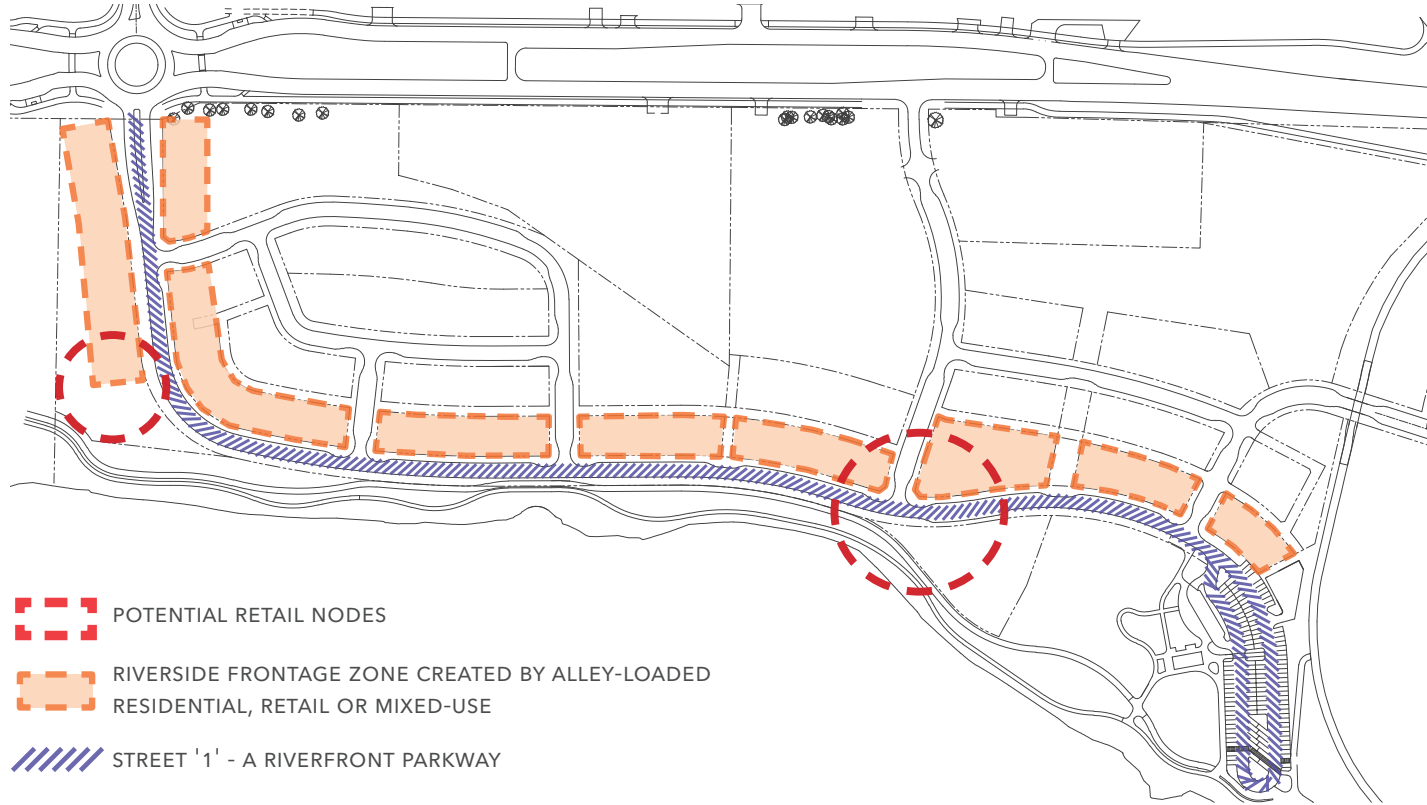 POTENTIAL RETAIL NODES
RIVERSIDE FRONTAGE ZONE CREATED BY ALLEY-LOADED
RESIDENTIAL, RETAIL OR MIXED-USE
STREET '1' - A RIVERFRONT PARKWAY